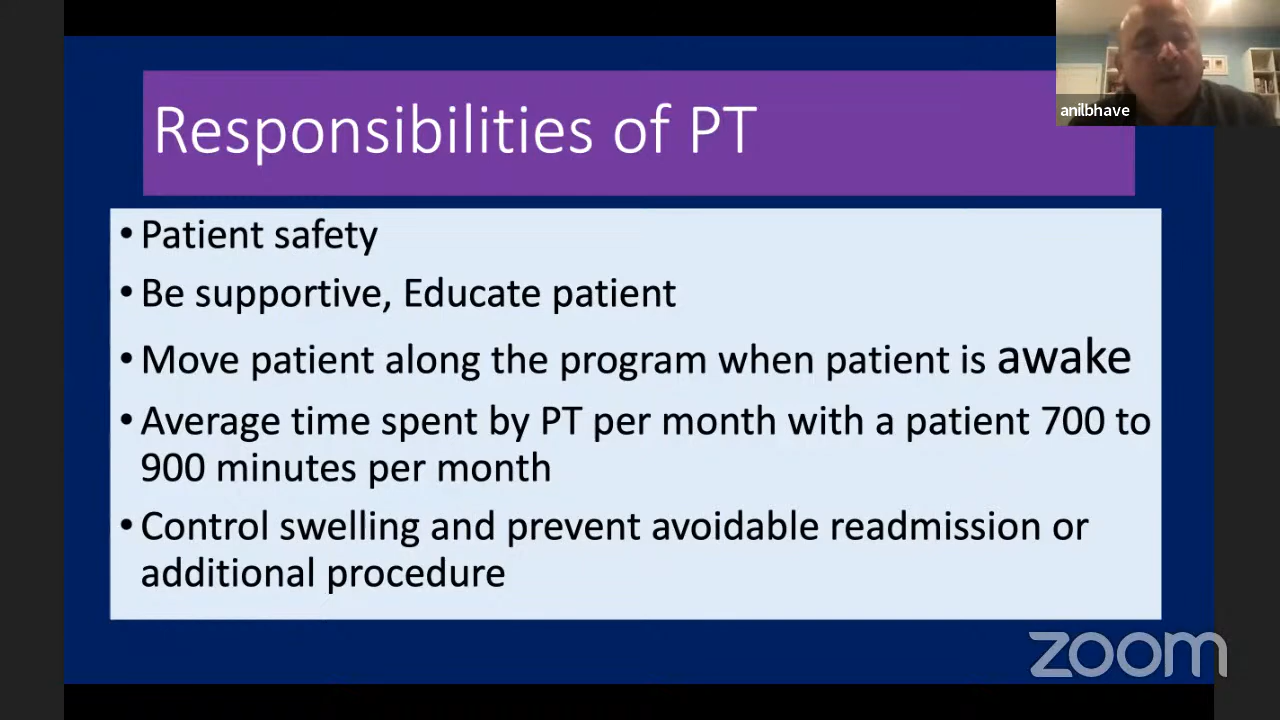 Responsibilities of PT
anilbhave
• Patient safety
• Be supportive, Educate patient
• Move patient along the program when patient is awake
• Average time spent by PT per month with a patient 700 to
900 minutes per month
• Control swelling and prevent avoidable readmission or
additional procedure
zoom